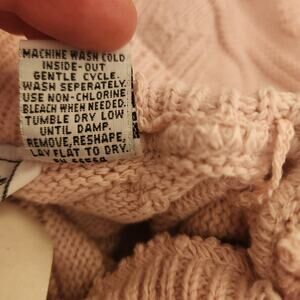 MACHINE WASH COLD
INSIDE-OUT
GENTLE CYCLE.
WASH SEPERATELY.
USE NON-CHLORINE
BLEACH WHEN NEEDED.
TUMBLE DRY LOW
UNTIL DAMP.
REMOVE, RESHAPE,
LAY FLAT TO DRY.